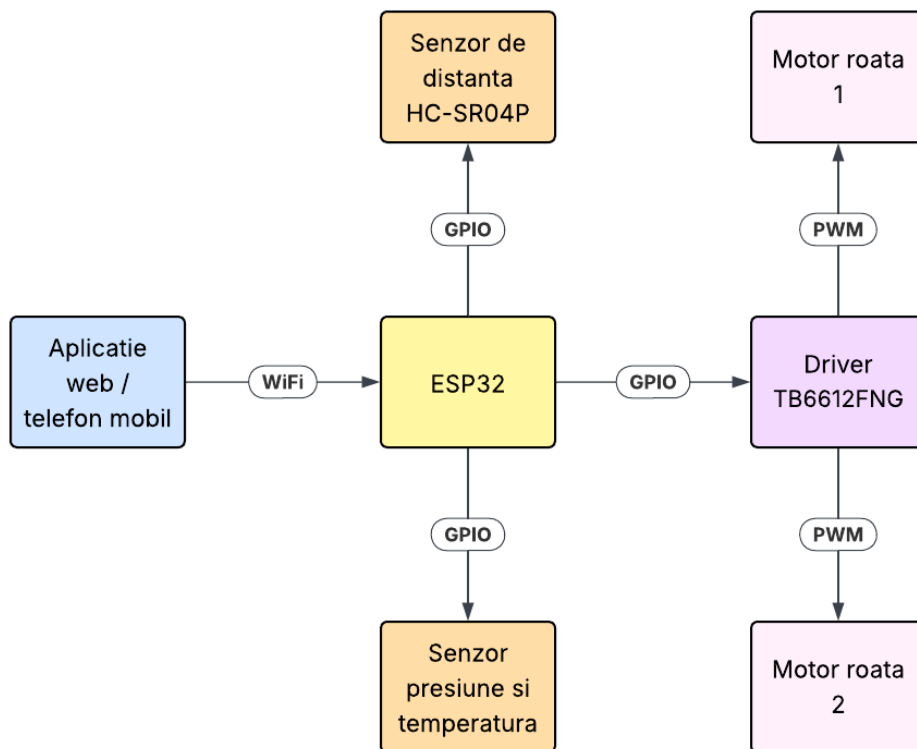 Senzor de
distanta
HC-SR04P
Motor roata
1
GPIO
PWM
Aplicatie
web /
telefon mobil
WiFi
ESP32
GPIO
Driver
TB6612FNG
GPIO
PWM
Senzor
presiune si
temperatura
Motor roata
2